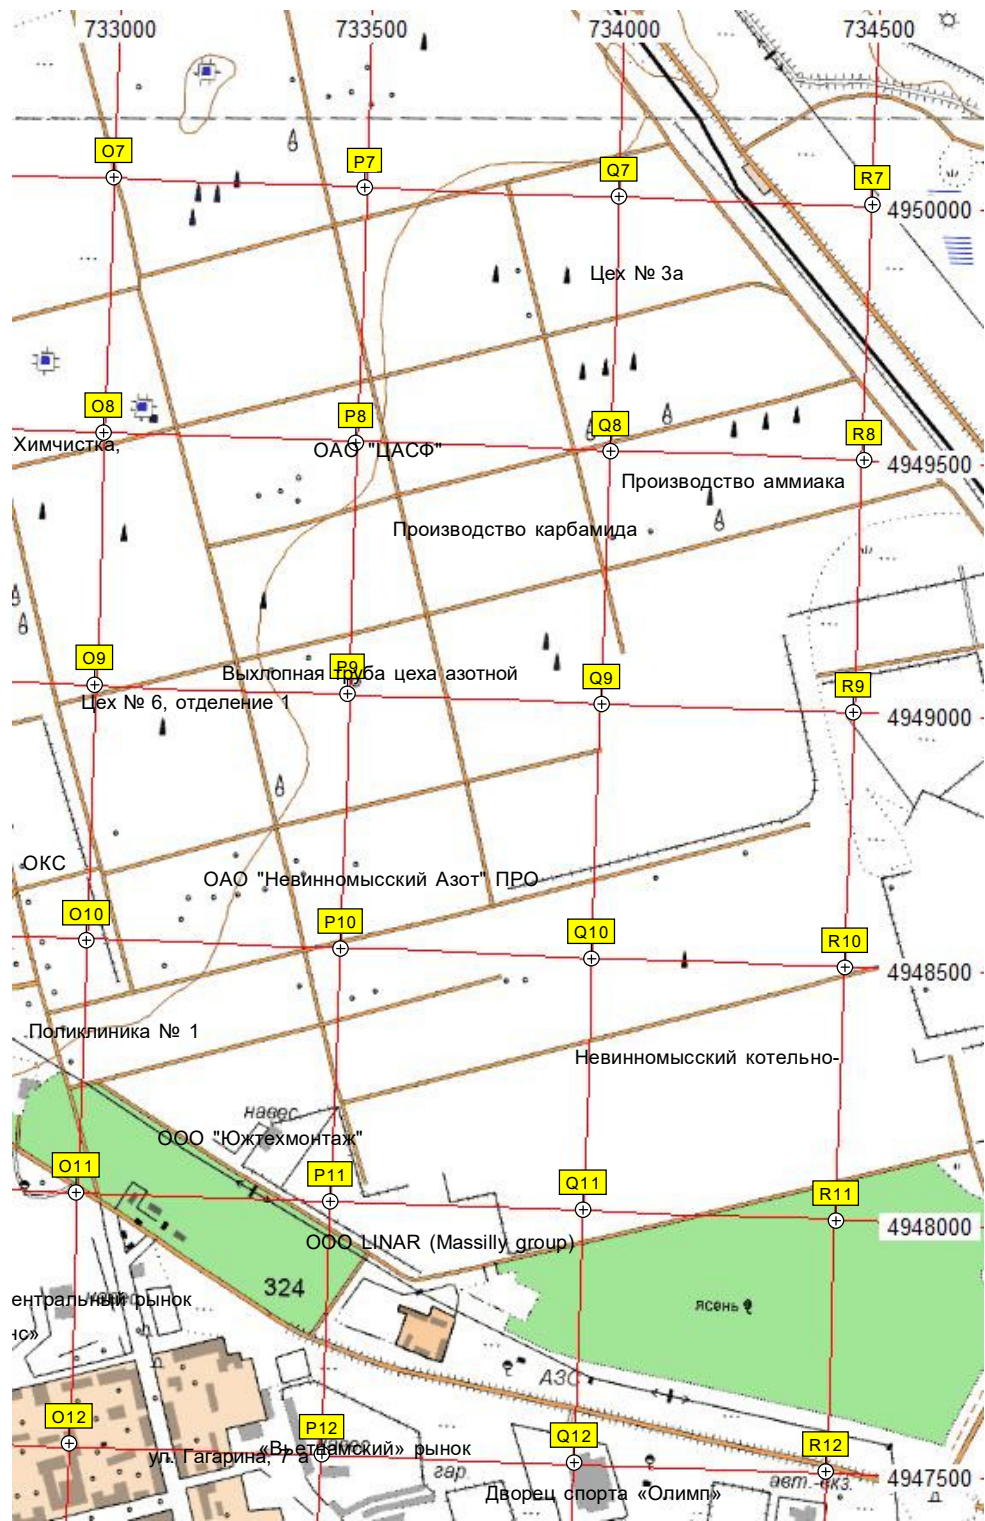 733000 733500 734000 734500
O7 P7 Q7 R7
4950000
Цех № 3а
O8 P8 Q8 R8
Химчистка,
ОАО "ЦАСФ"
4949500
Производство аммиака
Производство карбамида
O9 P9 Q9 R9
Выхлопная труба цеха азотной
Цех № 6, отделение 1
4949000
ОКС
ОАО "Невинномысский Азот" ПРО
O10 P10 Q10 R10
4948500
Поликлиника № 1
Невинномысский котельно-
навес
ООО "Южтехмонтаж"
O11 P11 Q11 R11
4948000
ООО LINAR (Massilly group)
324
ентральный рынок
навес
ясень
нс»
АЗС
O12 P12 Q12 R12
«Вьетнамский» рынок
ул. Гагарина, 7 а
гар.
авт.-екз.
4947500
Дворец спорта «Олимп»